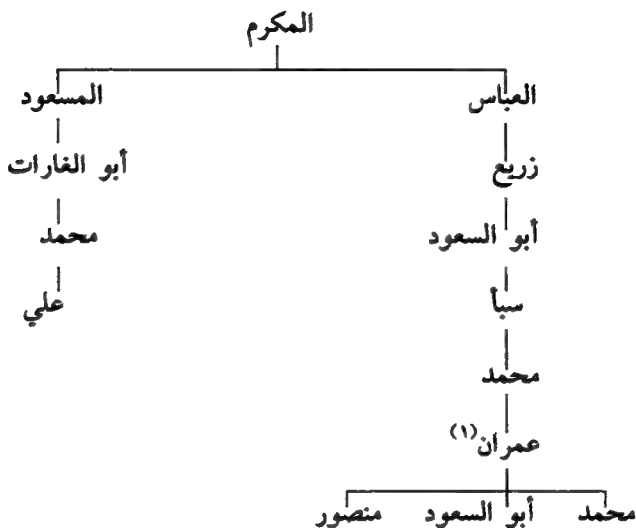 المكرم
العباس المسعود
زريع أبو الغارات
أبو السعود محمد
سبأ علي
محمد
عمران (١)
محمد أبو السعود منصور